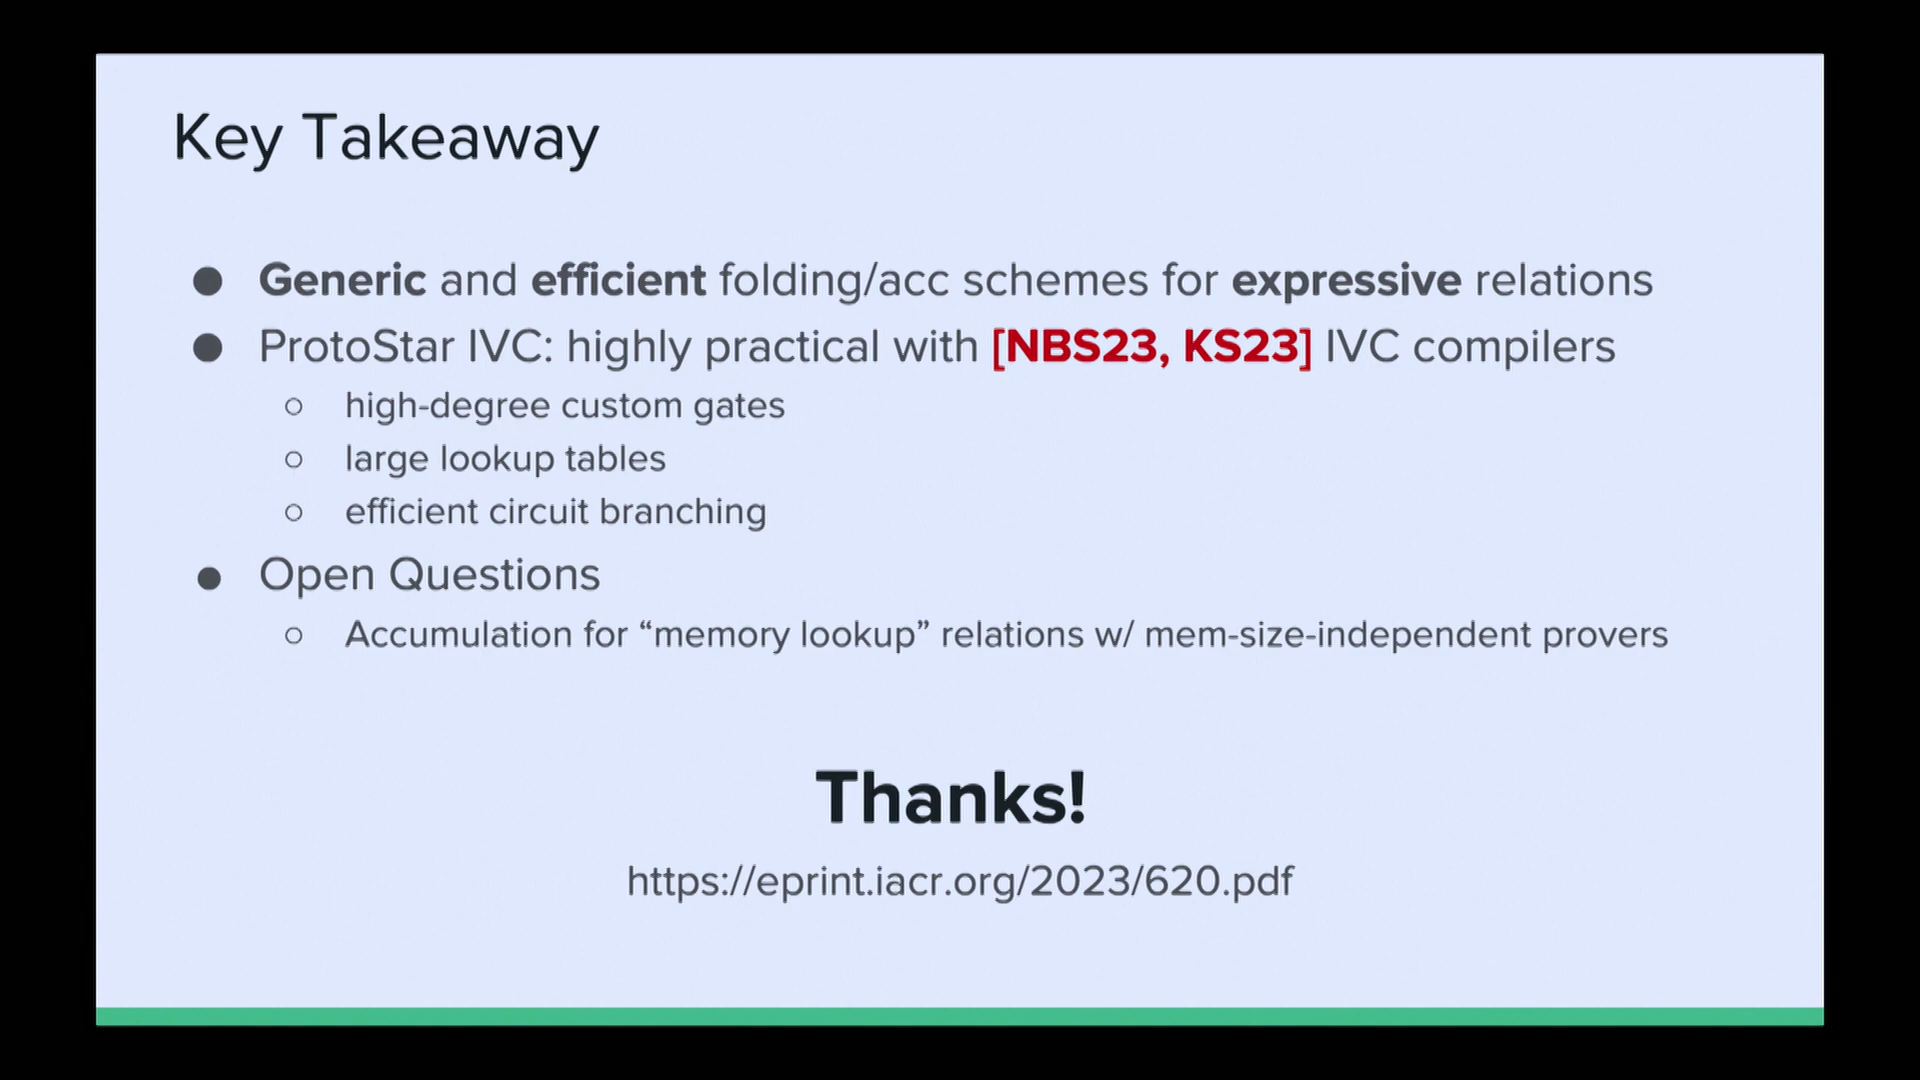 Key Takeaway
● Generic and efficient folding/acc schemes for expressive relations
● ProtoStar IVC: highly practical with [NBS23, KS23] IVC compilers
○ high-degree custom gates
○ large lookup tables
○ efficient circuit branching
● Open Questions
○ Accumulation for “memory lookup” relations w/ mem-size-independent provers
Thanks!
https://eprint.iacr.org/2023/620.pdf